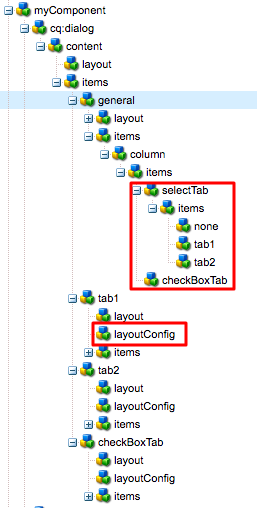 myComponent
cq:dialog
content
layout
items
general
layout
items
column
items
selectTab
items
none
tab1
tab2
checkBoxTab
tab1
layout
layoutConfig
items
tab2
layout
layoutConfig
items
checkBoxTab
layout
layoutConfig
items